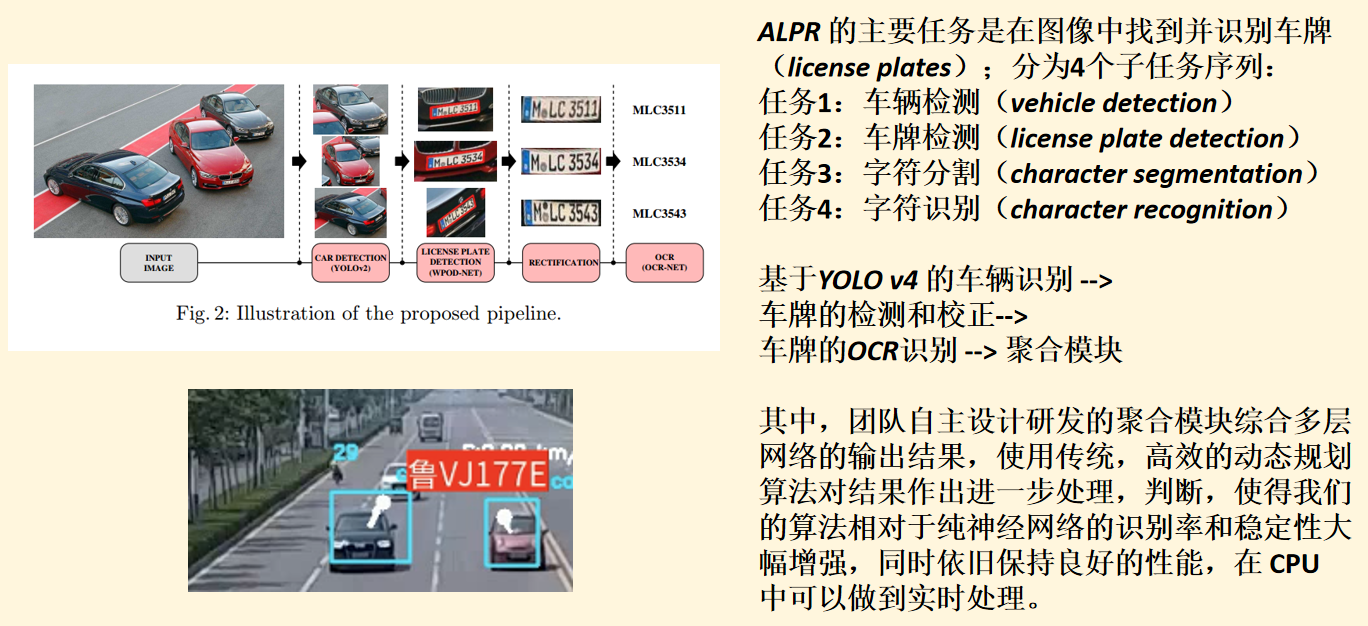 M LC 3511
M LC 3534
M LC 3543
MLC3511
MLC3534
MLC3543
INPUT
IMAGE
CAR DETECTION
(YOLOv2)
LICENSE PLATE
DETECTION
(WPOD-NET)
RECTIFICATION
OCR
(OCR-NET)
Fig. 2: Illustration of the proposed pipeline.
29
鲁VJ177E
ALPR 的主要任务是在图像中找到并识别车牌
（license plates）；分为4个子任务序列：
任务1：车辆检测（vehicle detection）
任务2：车牌检测（license plate detection）
任务3：字符分割（character segmentation）
任务4：字符识别（character recognition）
基于YOLO v4 的车辆识别 -->
车牌的检测和校正-->
车牌的OCR识别 --> 聚合模块
其中，团队自主设计研发的聚合模块综合多层
网络的输出结果，使用传统，高效的动态规划
算法对结果作出进一步处理，判断，使得我们
的算法相对于纯神经网络的识别率和稳定性大
幅增强，同时依旧保持良好的性能，在 CPU
中可以做到实时处理。